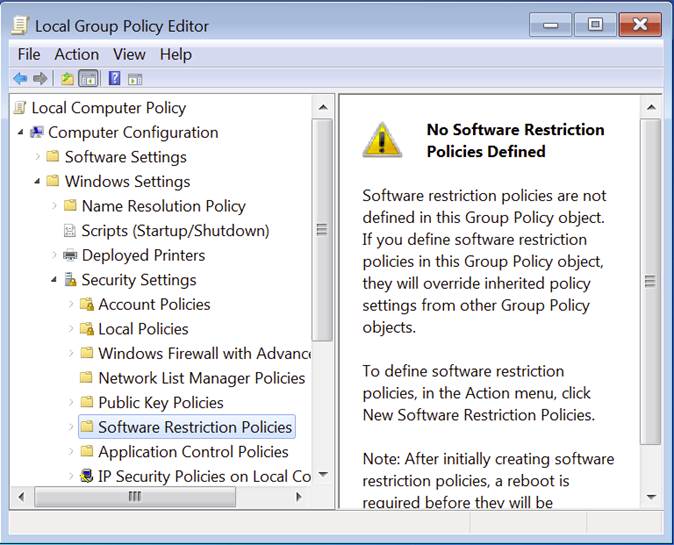 Local Group Policy Editor
File Action View Help
Local Computer Policy
Computer Configuration
Software Settings
Windows Settings
Name Resolution Policy
Scripts (Startup/Shutdown)
Deployed Printers
Security Settings
Account Policies
Local Policies
Windows Firewall with Advance
Network List Manager Policies
Public Key Policies
Software Restriction Policies
Application Control Policies
IP Security Policies on Local Co
No Software Restriction
Policies Defined
Software restriction policies are not
defined in this Group Policy object.
If you define software restriction
policies in this Group Policy object,
they will override inherited policy
settings from other Group Policy
objects.
To define software restriction
policies, in the Action menu, click
New Software Restriction Policies.
Note: After initially creating software
restriction policies, a reboot is
required before they will be